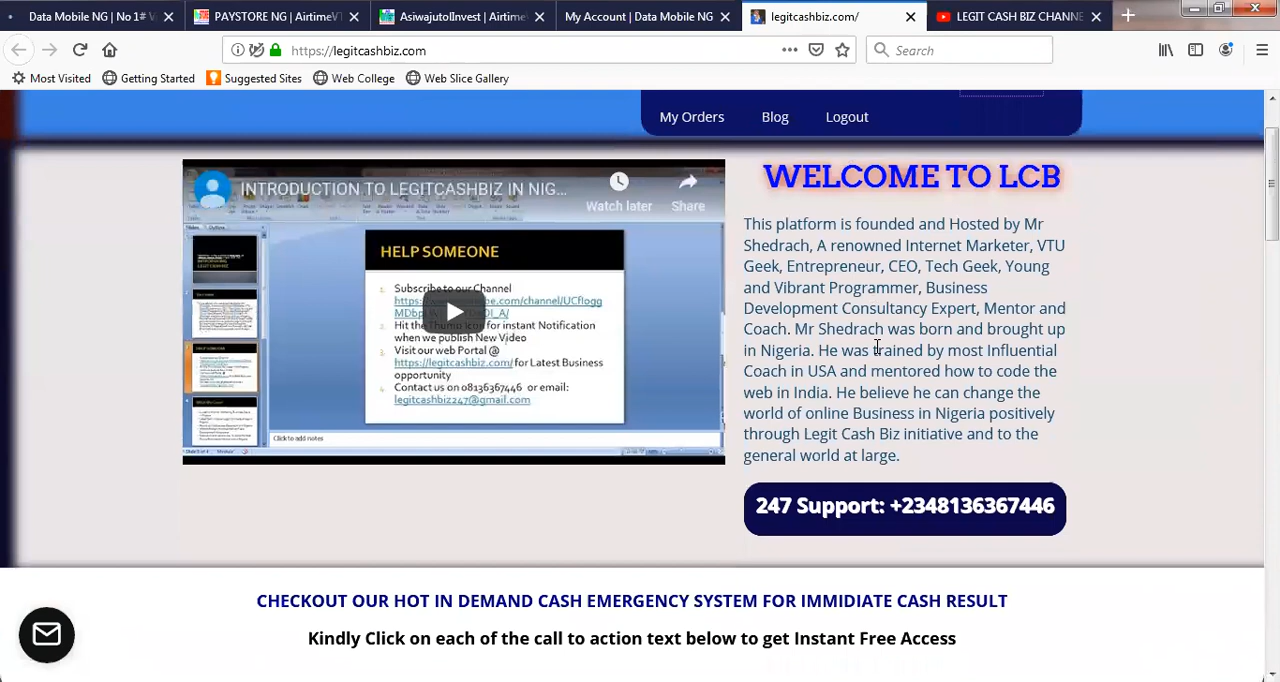 Data Mobile NG | No 1#
PAYSTORE NG | AirtimeVT
AsiwatuoInvest | Airtime
My Account | Data Mobile NG
legitcashbiz.com/
LEGIT CASH BIZ CHANNE
https://legitcashbiz.com
Search
Most Visited
Getting Started
Suggested Sites
Web College
Web Slice Gallery
My Orders
Blog
Logout
INTRODUCTION TO LEGITCASHBIZ IN NIG...
Watch later
Share
HELP SOMEONE
1. Subscribe to our Channel
2. Hit the Thumb Icon for instant Notification
when we publish New Video
3. Visit our web Portal @
https://legitcashbiz.com/ for Latest Business
opportunity
4. Contact us on 08136367446 or email:
legitcashbiz247@gmail.com
Click to add notes
WELCOME TO LCB
This platform is founded and Hosted by Mr
Shedrach, A renowned Internet Marketer, VTU
Geek, Entrepreneur, CEO, Tech Geek, Young
and Vibrant Programmer, Business
Development Consultancy Expert, Mentor and
Coach. Mr Shedrach was born and brought up
in Nigeria. He was trained by most Influential
Coach in USA and mentored how to code the
web in India. He believe he can change the
world of online Business in Nigeria positively
through Legit Cash Biz initiative and to the
general world at large.
247 Support: +2348136367446
CHECKOUT OUR HOT IN DEMAND CASH EMERGENCY SYSTEM FOR IMMIDIATE CASH RESULT
Kindly Click on each of the call to action text below to get Instant Free Access